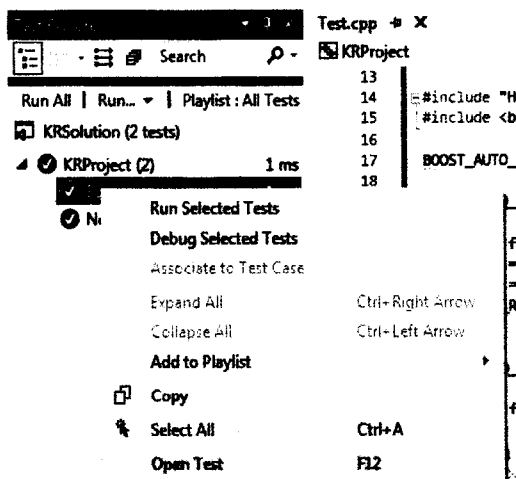 Test.cpp
Search
KRProject
Run All | Run... | Playlist : All Tests
KRSolution (2 tests)
KRProject (2) 1 ms
13
14 #include "H
15 #include <b
16
17 BOOST_AUTO_
18
Run Selected Tests
Debug Selected Tests
Associate to Test Case
Expand All Ctrl+Right Arrow
Collapse All Ctrl+Left Arrow
Add to Playlist
Copy
Select All Ctrl+A
Open Test F12